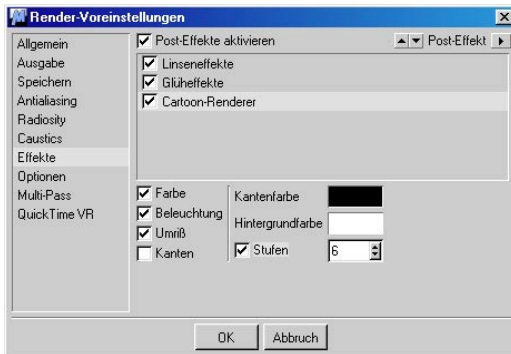 Render-Voreinstellungen
Allgemein
Ausgabe
Speichern
Antialiasing
Radiosity
Caustics
Effekte
Optionen
Multi-Pass
QuickTime VR
Post-Effekte aktivieren
Post-Effekt
Linseneffekte
Glüheffekte
Cartoon-Renderer
Farbe
Beleuchtung
Umriß
Kanten
Kantenfarbe
Hintergrundfarbe
Stufen
6
OK
Abbruch